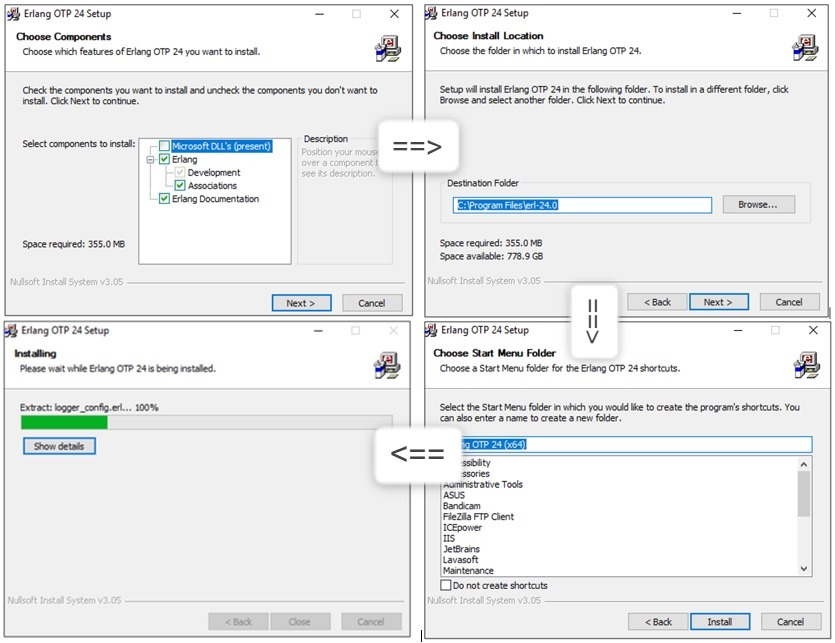 Erlang OTP 24 Setup
Choose Components
Choose which features of Erlang OTP 24 you want to install.
Check the components you want to install and uncheck the components you don't want to
install. Click Next to continue.
Select components to install:
Microsoft DLL's (present)
Erlang
Development
Associations
Erlang Documentation
Description
Position your mouse
over a component
see its description.
Space required: 355.0 MB
Nullsoft Install System v3.05
Next >
Cancel
==>
Erlang OTP 24 Setup
Choose Install Location
Choose the folder in which to install Erlang OTP 24.
Setup will install Erlang OTP 24 in the following folder. To install in a different folder, click
Browse and select another folder. Click Next to continue.
Destination Folder
C:\Program Files\erl-24.0
Browse...
Space required: 355.0 MB
Space available: 778.9 GB
Nullsoft Install System v3.05
< Back
Next >
Cancel
==>
Erlang OTP 24 Setup
Choose Start Menu Folder
Choose a Start Menu folder for the Erlang OTP 24 shortcuts.
Select the Start Menu folder in which you would like to create the program's shortcuts. You
can also enter a name to create a new folder.
OTP 24 (x64)
Administrative Tools
ASUS
Bandicam
FileZilla FTP Client
ICEpower
IIS
JetBrains
Lavasoft
Maintenance
Do not create shortcuts
Nullsoft Install System v3.05
< Back
Install
Cancel
<==
Erlang OTP 24 Setup
Installing
Please wait while Erlang OTP 24 is being installed.
Extract: logger_config.erl... 100%
Show details
Nullsoft Install System v3.05
< Back
Close
Cancel